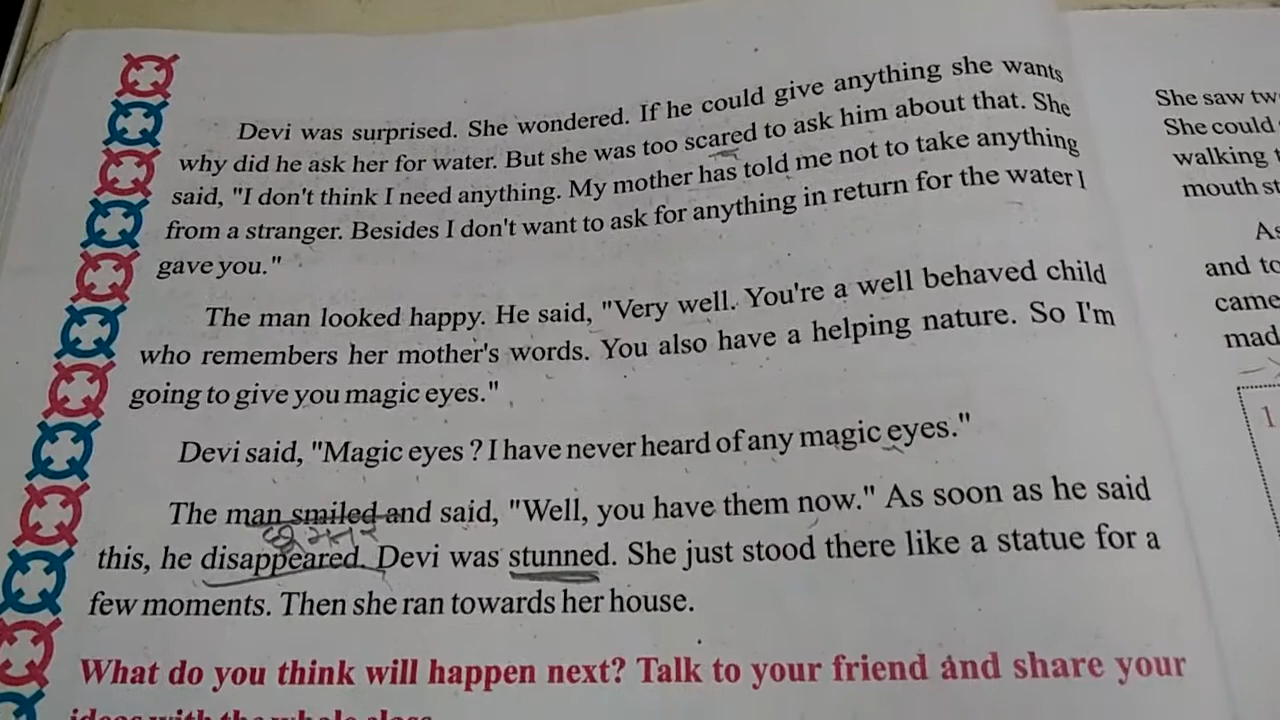 Devi was surprised. She wondered. If he could give anything she wants
why did he ask her for water. But she was too scared to ask him about that. She
said, "I don't think I need anything. My mother has told me not to take anything
from a stranger. Besides I don't want to ask for anything in return for the water I
gave you."
The man looked happy. He said, "Very well. You're a well behaved child
who remembers her mother's words. You also have a helping nature. So I'm
going to give you magic eyes."
Devi said, "Magic eyes ? I have never heard of any magic eyes."
The man smiled and said, "Well, you have them now." As soon as he said
this, he disappeared. Devi was stunned. She just stood there like a statue for a
few moments. Then she ran towards her house.
What do you think will happen next? Talk to your friend and share your
ideas with the whole class.
She saw
She could
walking
mouth
and
came
1